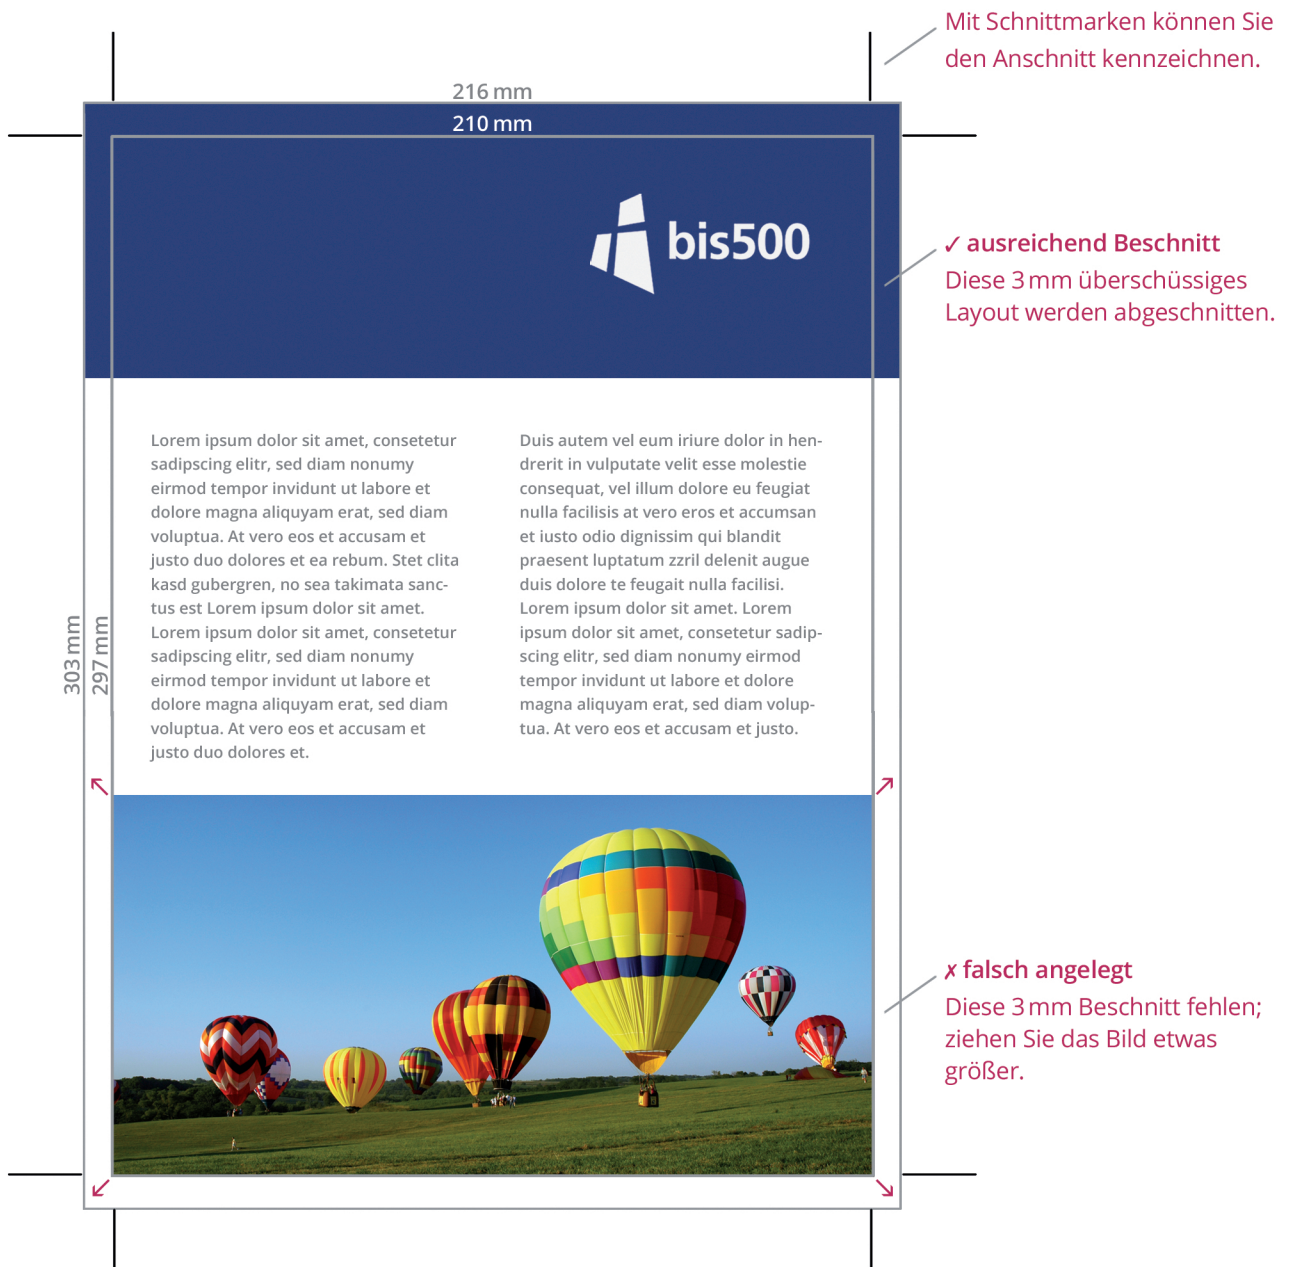 Mit Schnittmarken können Sie
den Anschnitt kennzeichnen.
216 mm
210 mm
bis500
✓ ausreichend Beschnitt
Diese 3 mm überschüssiges
Layout werden abgeschnitten.
Lorem ipsum dolor sit amet, consetetur
sadipscing elitr, sed diam nonumy
eirmod tempor invidunt ut labore et
dolore magna aliquyam erat, sed diam
voluptua. At vero eos et accusam et
justo duo dolores et ea rebum. Stet clita
kasd gubergren, no sea takimata sanc-
tus est Lorem ipsum dolor sit amet.
Lorem ipsum dolor sit amet, consetetur
sadipscing elitr, sed diam nonumy
eirmod tempor invidunt ut labore et
dolore magna aliquyam erat, sed diam
voluptua. At vero eos et accusam et
justo duo dolores et.
Duis autem vel eum iriure dolor in hen-
drerit in vulputate velit esse molestie
consequat, vel illum dolore eu feugiat
nulla facilisis at vero eros et accumsan
et iusto odio dignissim qui blandit
praesent luptatum zzril delenit augue
duis dolore te feugait nulla facilisi.
Lorem ipsum dolor sit amet. Lorem
ipsum dolor sit amet, consetetur sadip-
scing elitr, sed diam nonumy eirmod
tempor invidunt ut labore et dolore
magna aliquyam erat, sed diam volup-
tua. At vero eos et accusam et justo.
303 mm
297 mm
✗ falsch angelegt
Diese 3 mm Beschnitt fehlen;
ziehen Sie das Bild etwas
größer.